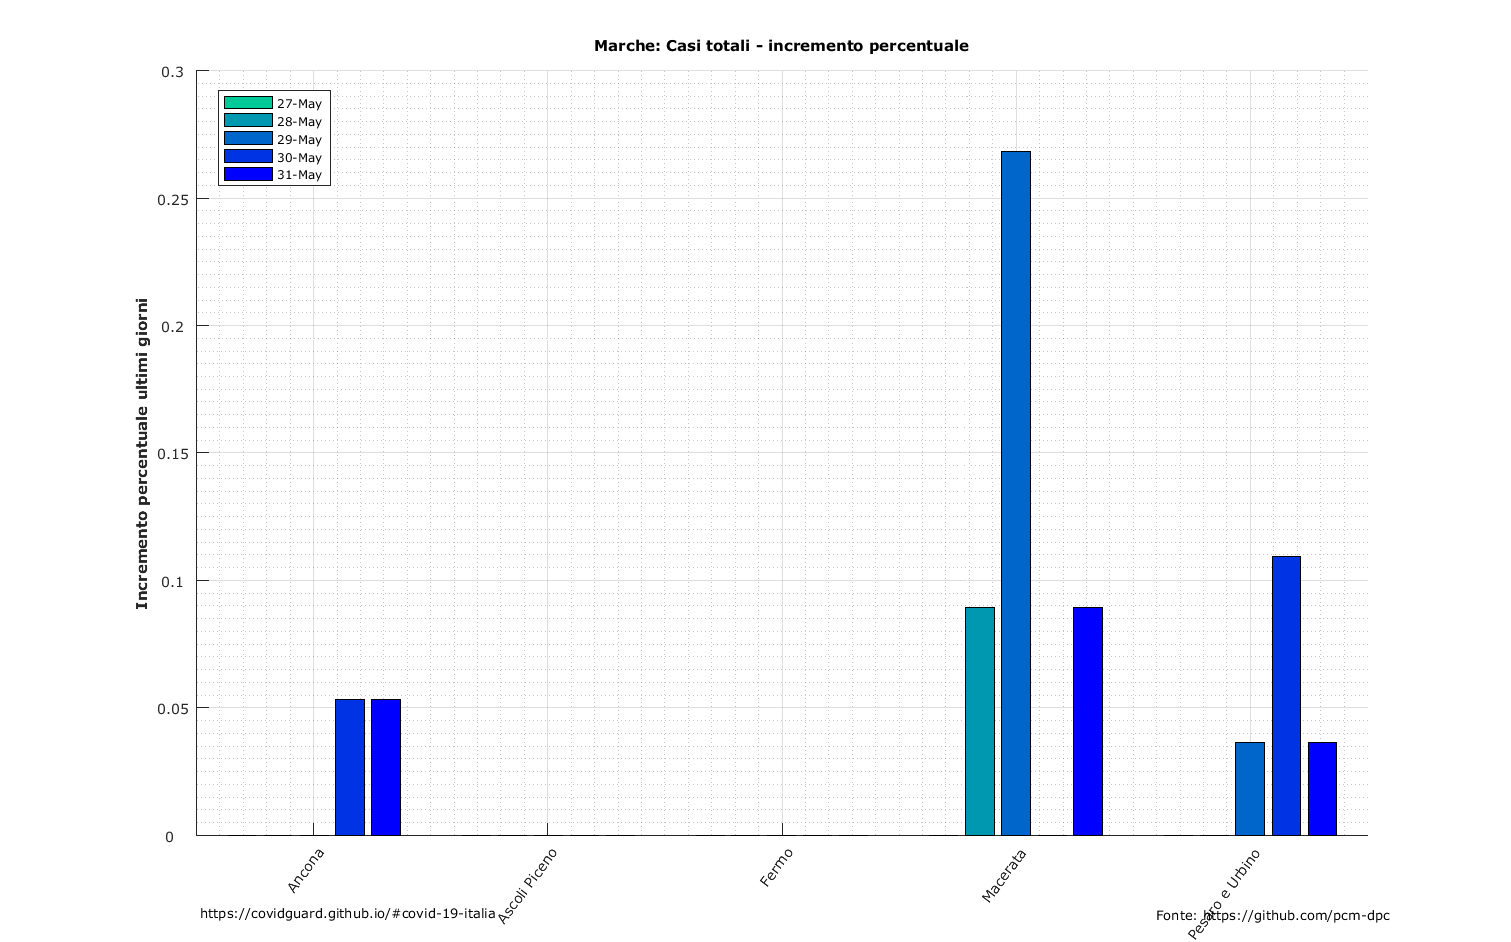 Marche: Casi totali - incremento percentuale
0.3
0.25
0.2
0.15
0.1
0.05
0
Incremento percentuale ultimi giorni
27-May
28-May
29-May
30-May
31-May
Ancona
Ascoli Piceno
Fermo
Macerata
Pesaro e Urbino
https://covidguard.github.io/#covid-19-italia
Fonte: https://github.com/pcm-dpc